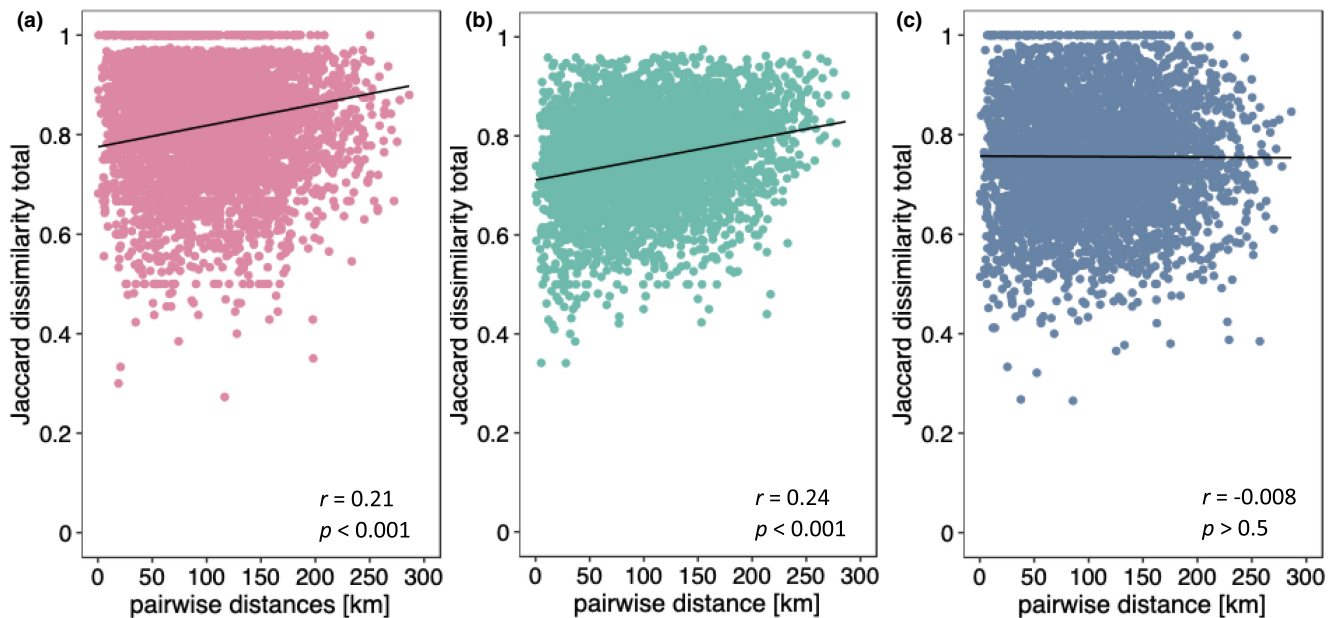 (a)
Jaccard dissimilarity total
1
0.8
0.6
0.4
0.2
0
r = 0.21
p < 0.001
0 50 100 150 200 250 300
pairwise distances [km]
(b)
Jaccard dissimilarity total
1
0.8
0.6
0.4
0.2
0
r = 0.24
p < 0.001
0 50 100 150 200 250 300
pairwise distance [km]
(c)
Jaccard dissimilarity total
1
0.8
0.6
0.4
0.2
0
r = -0.008
p > 0.5
0 50 100 150 200 250 300
pairwise distance [km]